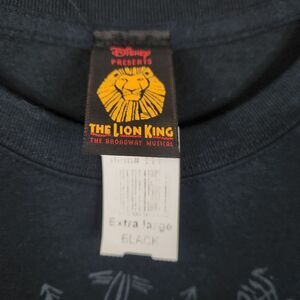 Disney
PRESENTS
THE LION KING
THE BROADWAY MUSICAL
Extra large
BLACK